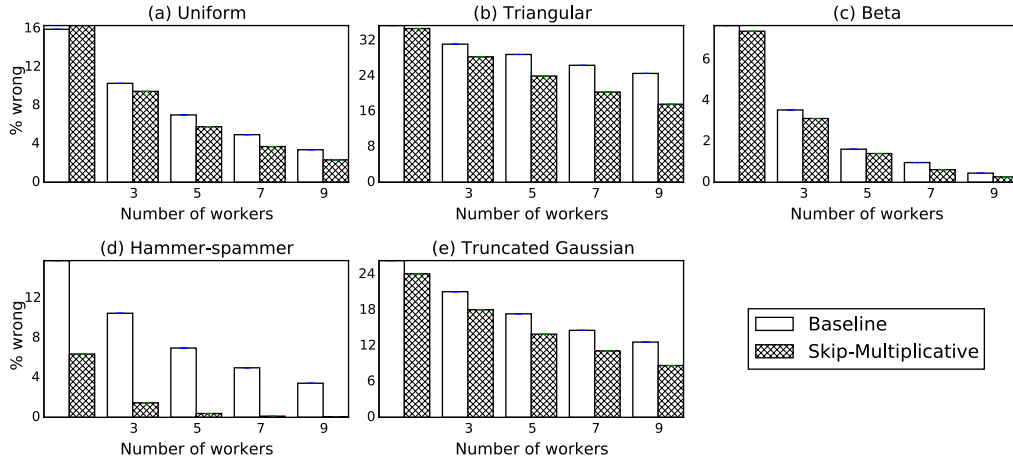 (a) Uniform
(b) Triangular
(c) Beta
16
12
8
4
0
% wrong
3 5 7 9
Number of workers
32
24
16
8
0
3 5 7 9
Number of workers
6
4
2
0
3 5 7 9
Number of workers
(d) Hammer-spammer
(e) Truncated Gaussian
12
8
4
0
% wrong
3 5 7 9
Number of workers
24
18
12
6
0
3 5 7 9
Number of workers
Baseline
Skip-Multiplicative